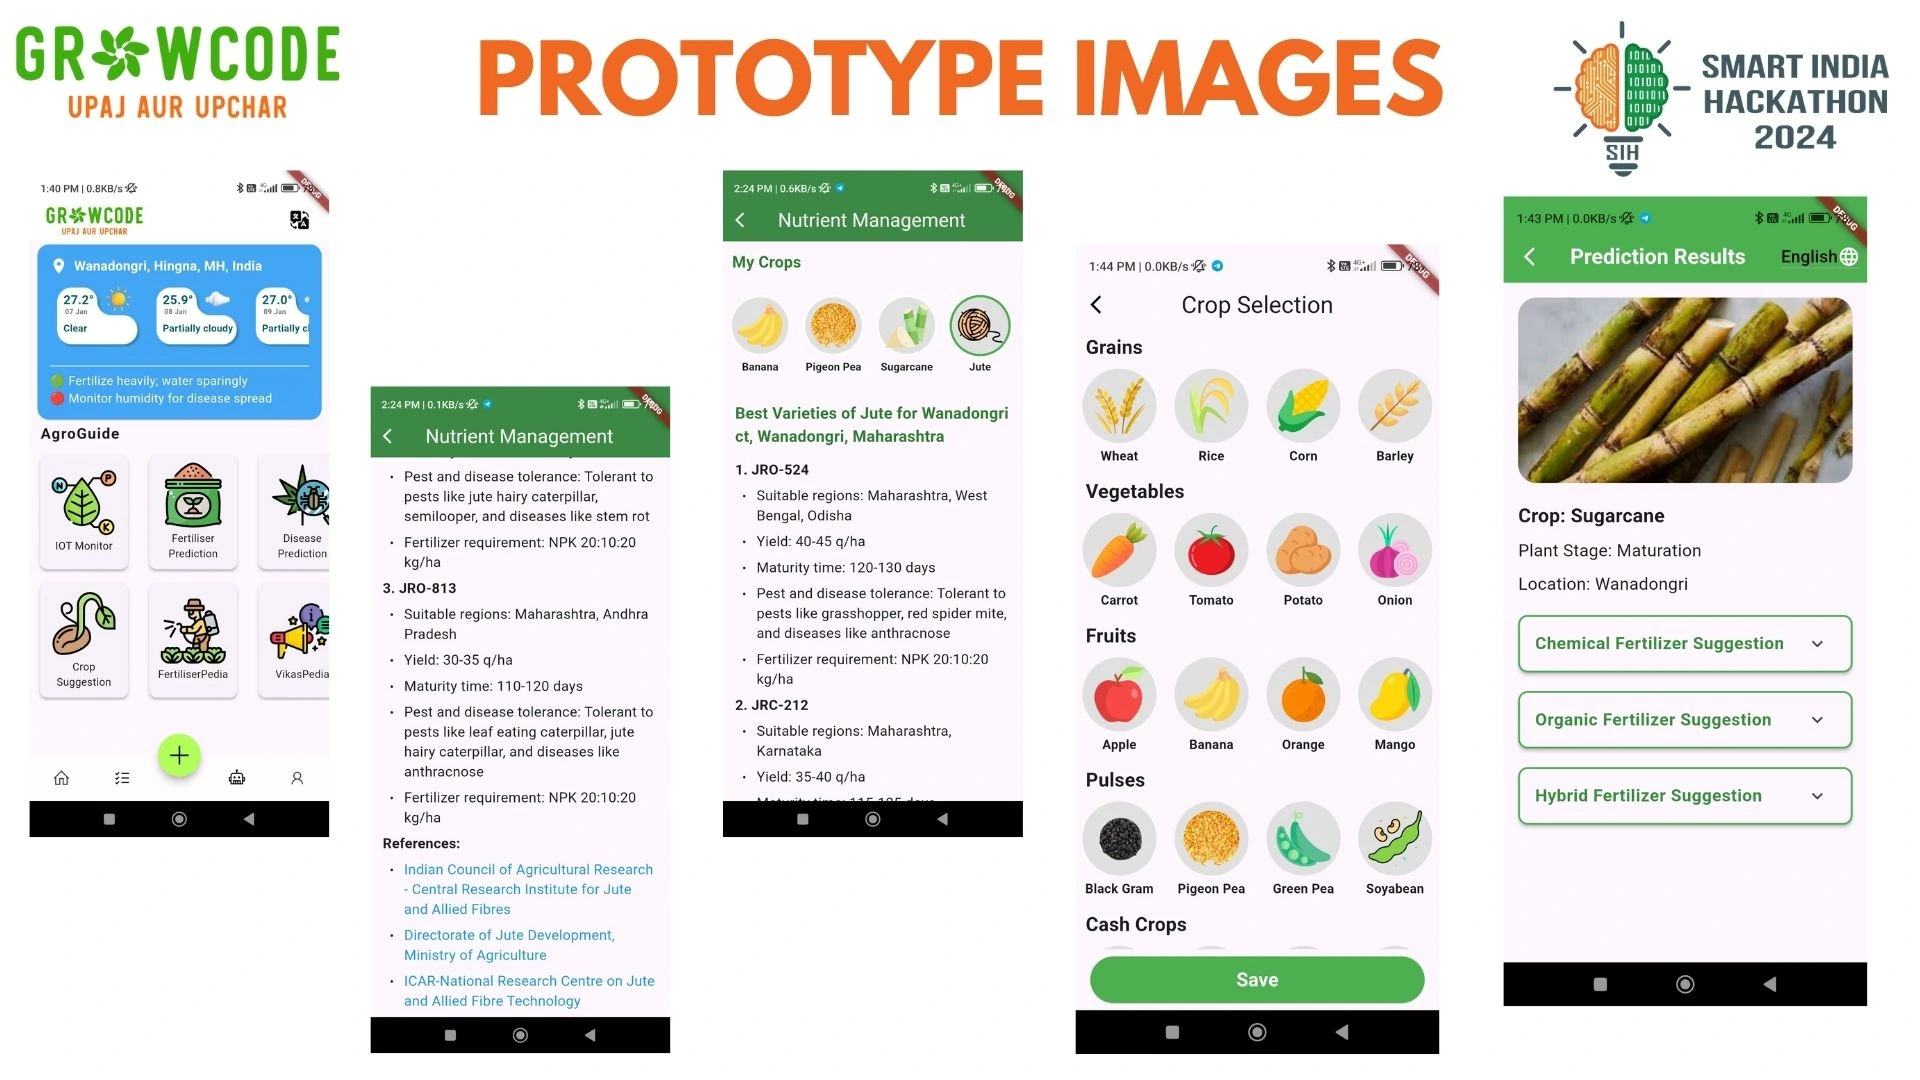 GROWCODE
UPAJ AUR UPCHAR
PROTOTYPE IMAGES
SMART INDIA
HACKATHON
2024
SIH
1:40 PM | 0.8KB/s
DEBUG
GROWCODE
UPAJ AUR UPCHAR
Wanadongri, Hingna, MH, India
27.2°
07 Jan
Clear
25.9°
08 Jan
Partially cloudy
27.0°
09 Jan
Partially cl
Fertilize heavily; water sparingly
Monitor humidity for disease spread
AgroGuide
N
P
K
IOT Monitor
Fertiliser
Prediction
Disease
Prediction
Crop
Suggestion
FertiliserPedia
VikasPedia
2:24 PM | 0.1KB/s
DEBUG
Nutrient Management
• Pest and disease tolerance: Tolerant to
pests like jute hairy caterpillar,
semilooper, and diseases like stem rot
• Fertilizer requirement: NPK 20:10:20
kg/ha
3. JRO-813
• Suitable regions: Maharashtra, Andhra
Pradesh
• Yield: 30-35 q/ha
• Maturity time: 110-120 days
• Pest and disease tolerance: Tolerant to
pests like leaf eating caterpillar, jute
hairy caterpillar, and diseases like
anthracnose
• Fertilizer requirement: NPK 20:10:20
kg/ha
References:
• Indian Council of Agricultural Research
- Central Research Institute for Jute
and Allied Fibres
• Directorate of Jute Development,
Ministry of Agriculture
• ICAR-National Research Centre on Jute
and Allied Fibre Technology
2:24 PM | 0.6KB/s
DEBUG
Nutrient Management
My Crops
Banana
Pigeon Pea
Sugarcane
Jute
Best Varieties of Jute for Wanadongri
ct, Wanadongri, Maharashtra
1. JRO-524
• Suitable regions: Maharashtra, West
Bengal, Odisha
• Yield: 40-45 q/ha
• Maturity time: 120-130 days
• Pest and disease tolerance: Tolerant to
pests like grasshopper, red spider mite,
and diseases like anthracnose
• Fertilizer requirement: NPK 20:10:20
kg/ha
2. JRC-212
• Suitable regions: Maharashtra,
Karnataka
• Yield: 35-40 q/ha
1:44 PM | 0.0KB/s
DEBUG
Crop Selection
Grains
Wheat
Rice
Corn
Barley
Vegetables
Carrot
Tomato
Potato
Onion
Fruits
Apple
Banana
Orange
Mango
Pulses
Black Gram
Pigeon Pea
Green Pea
Soyabean
Cash Crops
Save
1:43 PM | 0.0KB/s
DEBUG
Prediction Results
English
Crop: Sugarcane
Plant Stage: Maturation
Location: Wanadongri
Chemical Fertilizer Suggestion
Organic Fertilizer Suggestion
Hybrid Fertilizer Suggestion